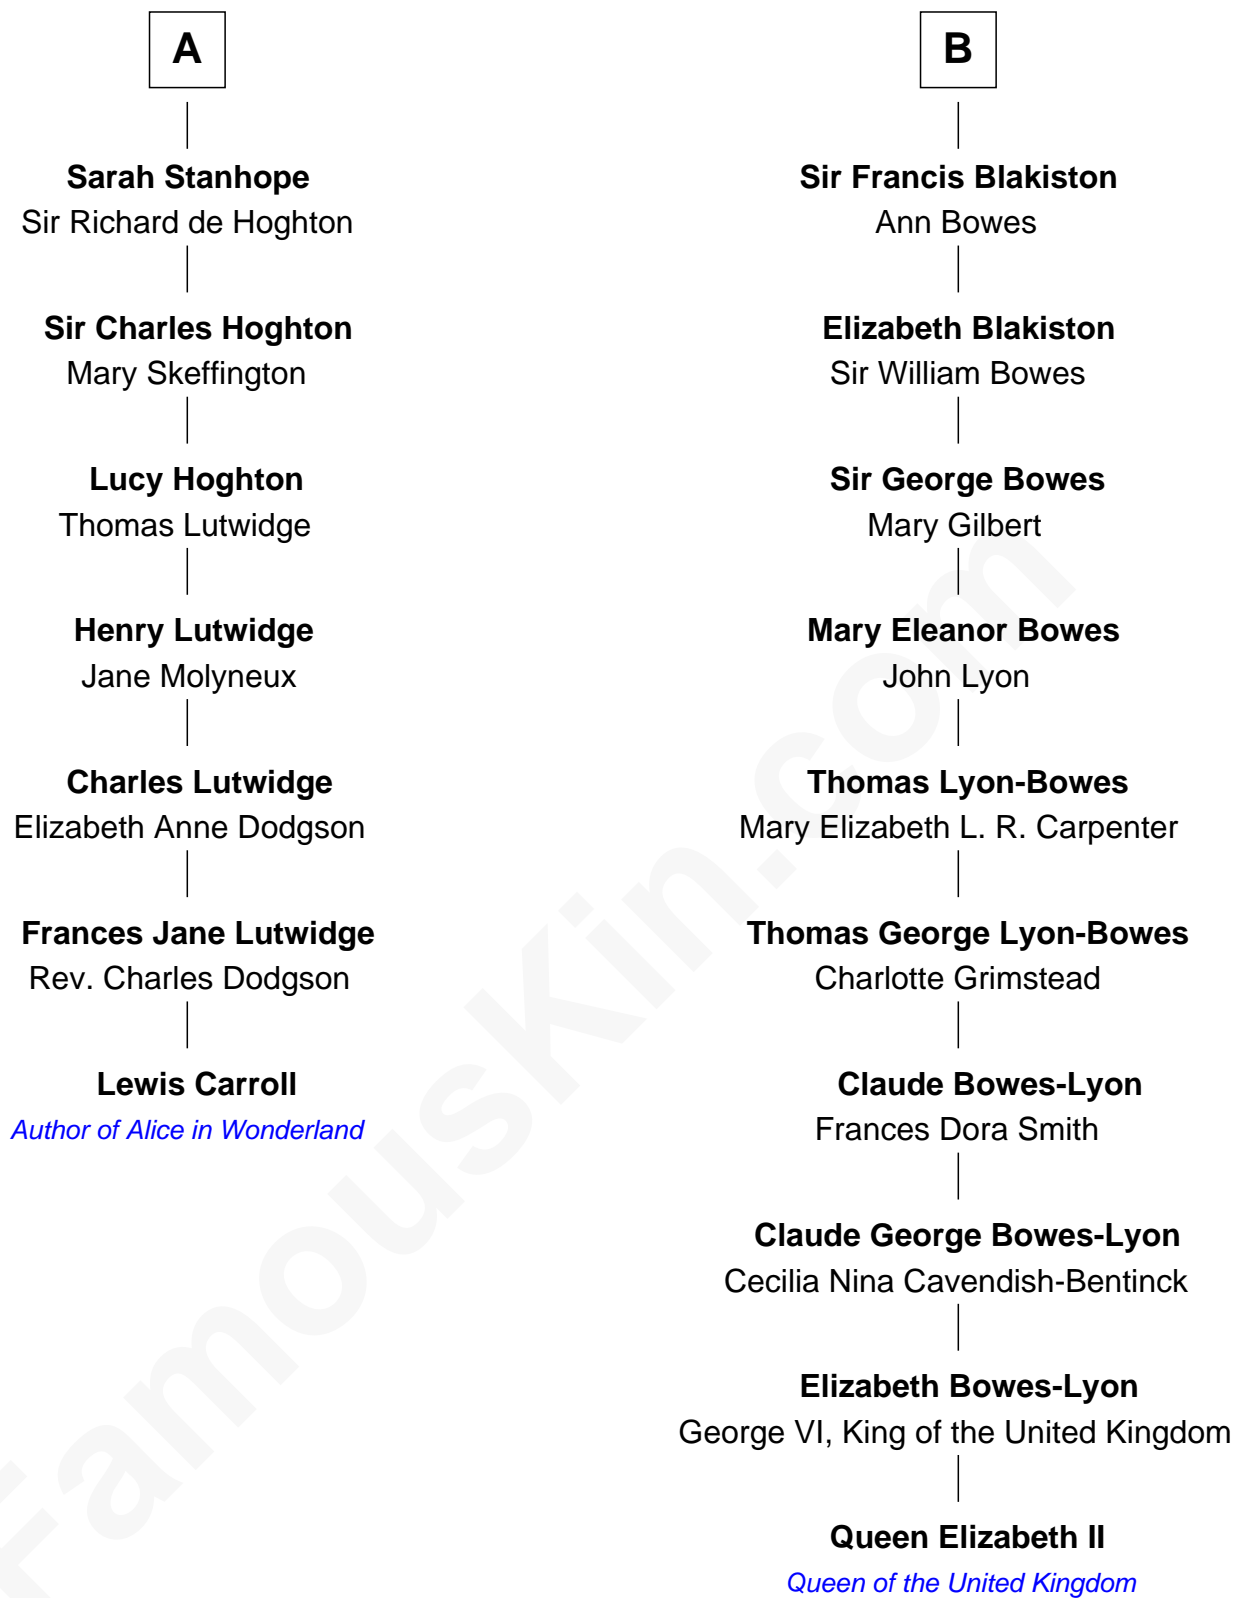 A
Sarah Stanhope
Sir Richard de Hoghton
Sir Charles Hoghton
Mary Skeffington
Lucy Hoghton
Thomas Lutwidge
Henry Lutwidge
Jane Molyneux
Charles Lutwidge
Elizabeth Anne Dodgson
Frances Jane Lutwidge
Rev. Charles Dodgson
Lewis Carroll
Author of Alice in Wonderland
B
Sir Francis Blakiston
Ann Bowes
Elizabeth Blakiston
Sir William Bowes
Sir George Bowes
Mary Gilbert
Mary Eleanor Bowes
John Lyon
Thomas Lyon-Bowes
Mary Elizabeth L. R. Carpenter
Thomas George Lyon-Bowes
Charlotte Grimstead
Claude Bowes-Lyon
Frances Dora Smith
Claude George Bowes-Lyon
Cecilia Nina Cavendish-Bentinck
Elizabeth Bowes-Lyon
George VI, King of the United Kingdom
Queen Elizabeth II
Queen of the United Kingdom
FamousKin.com